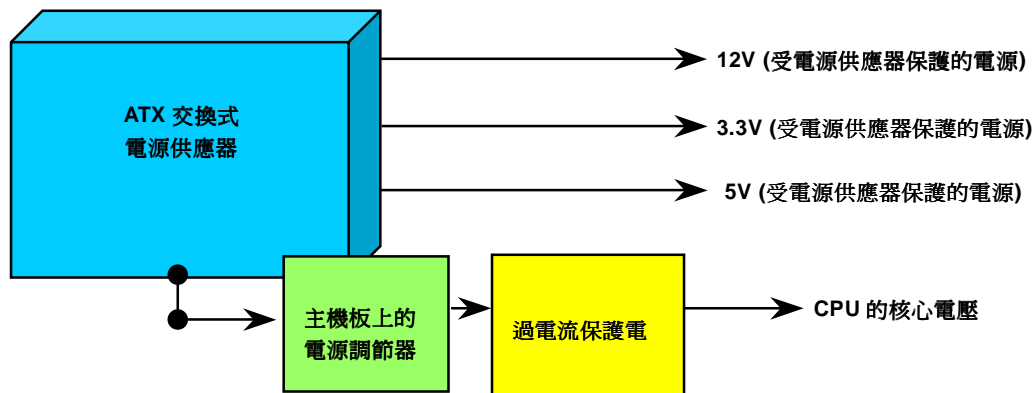 ATX 交換式
電源供應器
12V (受電源供應器保護的電源)
3.3V (受電源供應器保護的電源)
5V (受電源供應器保護的電源)
主機板上的
電源調節器
過電流保護電
CPU 的核心電壓